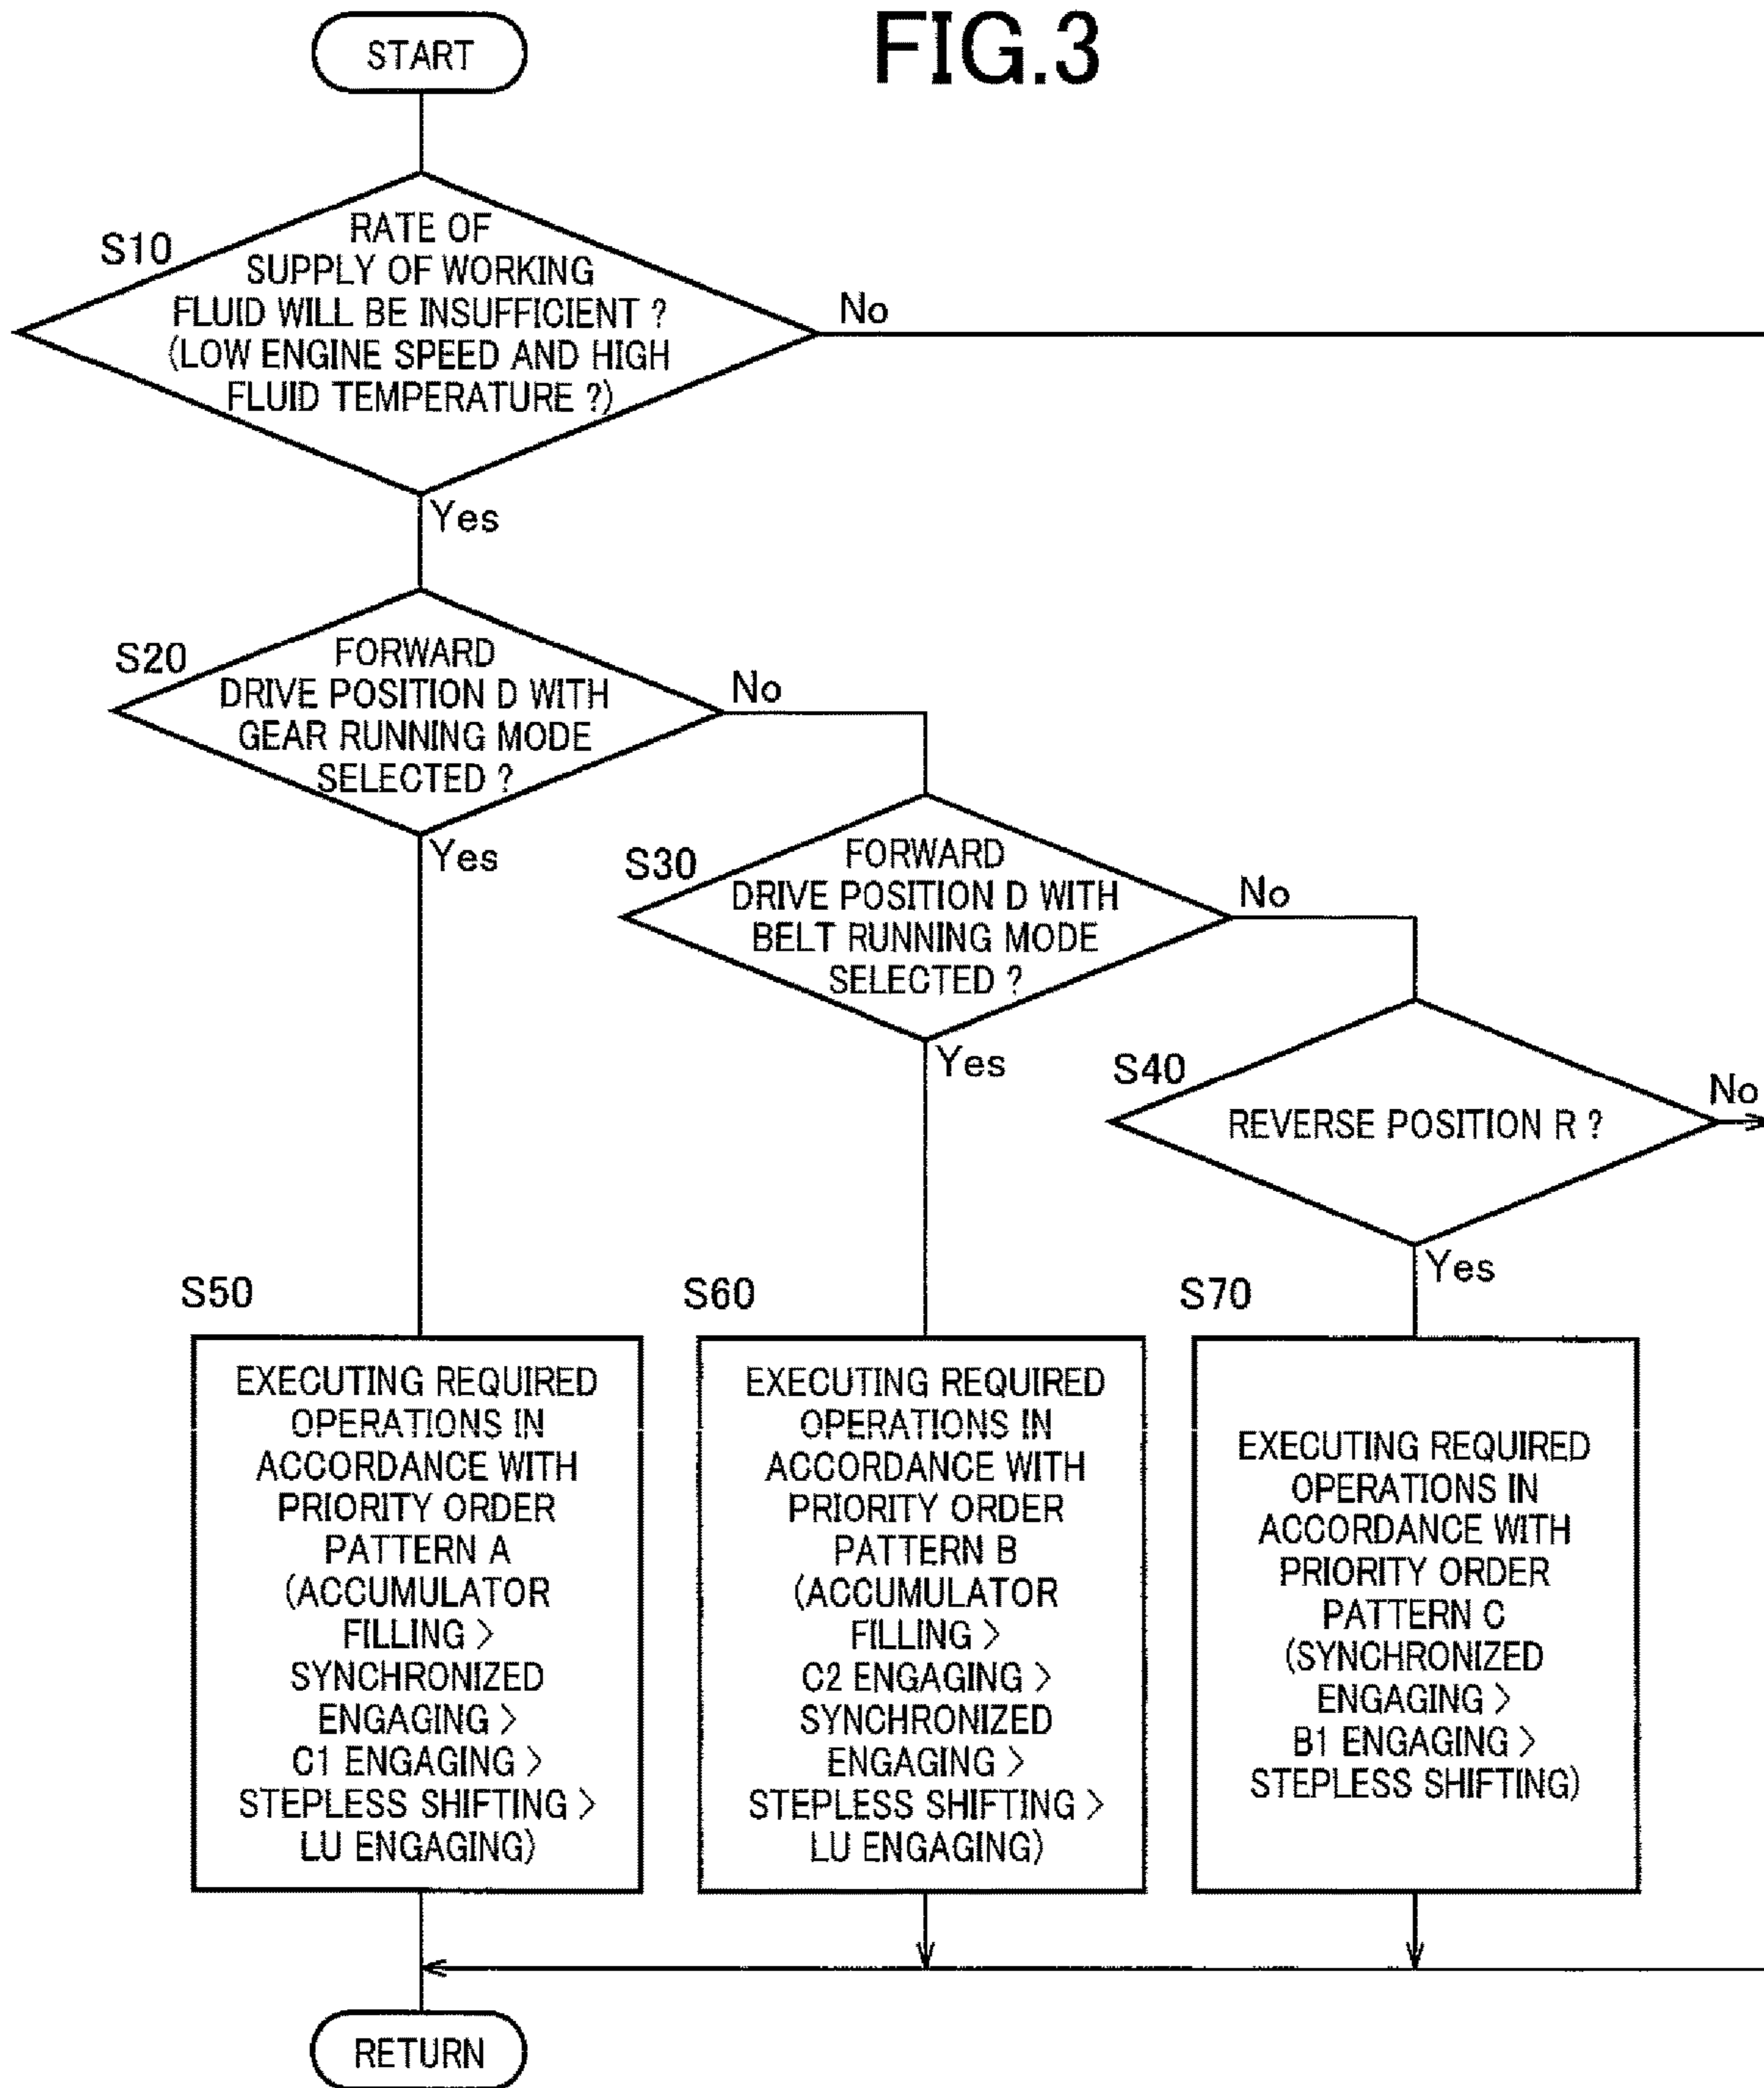 FIG.3
START
S10
RATE OF
SUPPLY OF WORKING
FLUID WILL BE INSUFFICIENT ?
(LOW ENGINE SPEED AND HIGH
FLUID TEMPERATURE ?)
No
Yes
S20
FORWARD
DRIVE POSITION D WITH
GEAR RUNNING MODE
SELECTED ?
No
Yes
S30
FORWARD
DRIVE POSITION D WITH
BELT RUNNING MODE
SELECTED ?
No
Yes
S40
REVERSE POSITION R ?
No
Yes
S50
EXECUTING REQUIRED
OPERATIONS IN
ACCORDANCE WITH
PRIORITY ORDER
PATTERN A
(ACCUMULATOR
FILLING >
SYNCHRONIZED
ENGAGING >
C1 ENGAGING >
STEPLESS SHIFTING >
LU ENGAGING)
S60
EXECUTING REQUIRED
OPERATIONS IN
ACCORDANCE WITH
PRIORITY ORDER
PATTERN B
(ACCUMULATOR
FILLING >
C2 ENGAGING >
SYNCHRONIZED
ENGAGING >
STEPLESS SHIFTING >
LU ENGAGING)
S70
EXECUTING REQUIRED
OPERATIONS IN
ACCORDANCE WITH
PRIORITY ORDER
PATTERN C
(SYNCHRONIZED
ENGAGING >
B1 ENGAGING >
STEPLESS SHIFTING)
RETURN